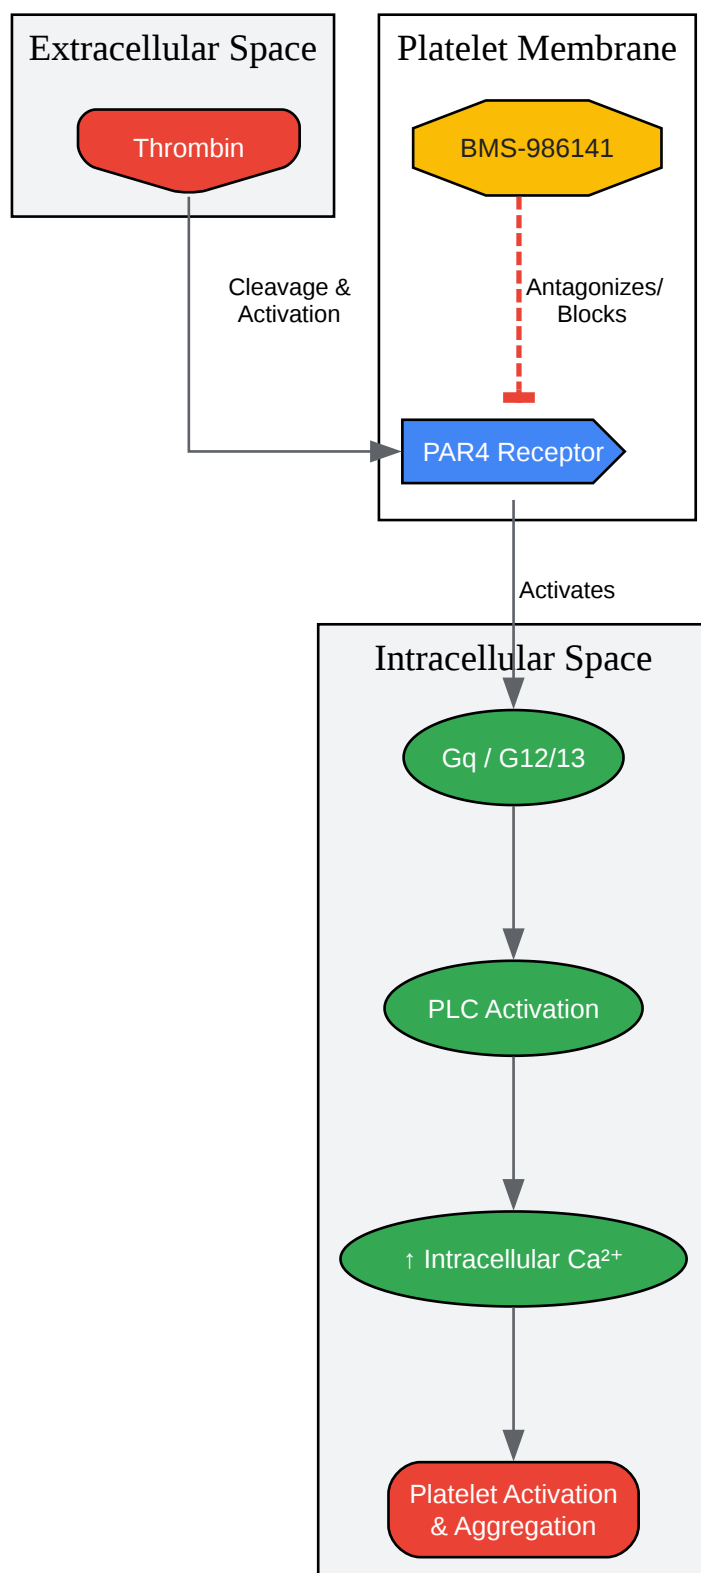 Extracellular Space
Platelet Membrane
Thrombin
BMS-986141
Cleavage &
Activation
Antagonizes/
Blocks
PAR4 Receptor
Activates
Intracellular Space
Gq / G12/13
PLC Activation
↑ Intracellular Ca²⁺
Platelet Activation
& Aggregation